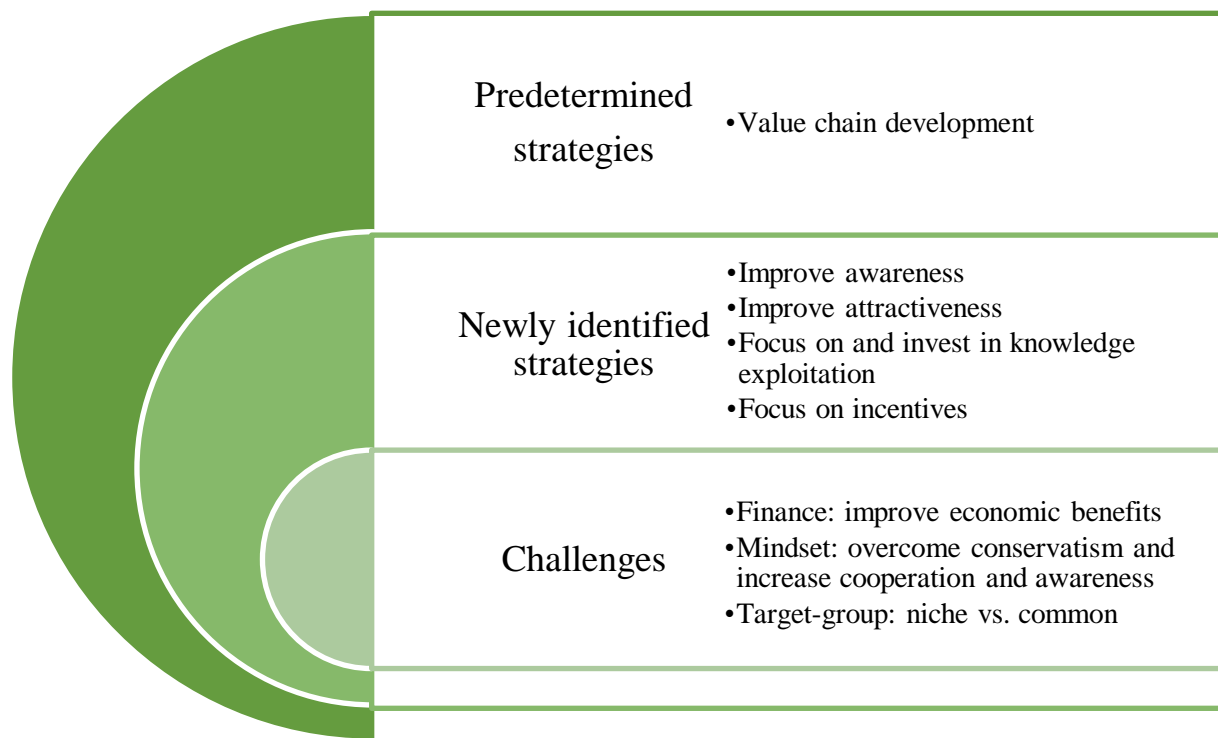 Predetermined
strategies
•Value chain development
Newly identified
strategies
•Improve awareness
•Improve attractiveness
•Focus on and invest in knowledge
exploitation
•Focus on incentives
Challenges
•Finance: improve economic benefits
•Mindset: overcome conservatism and
increase cooperation and awareness
•Target-group: niche vs. common